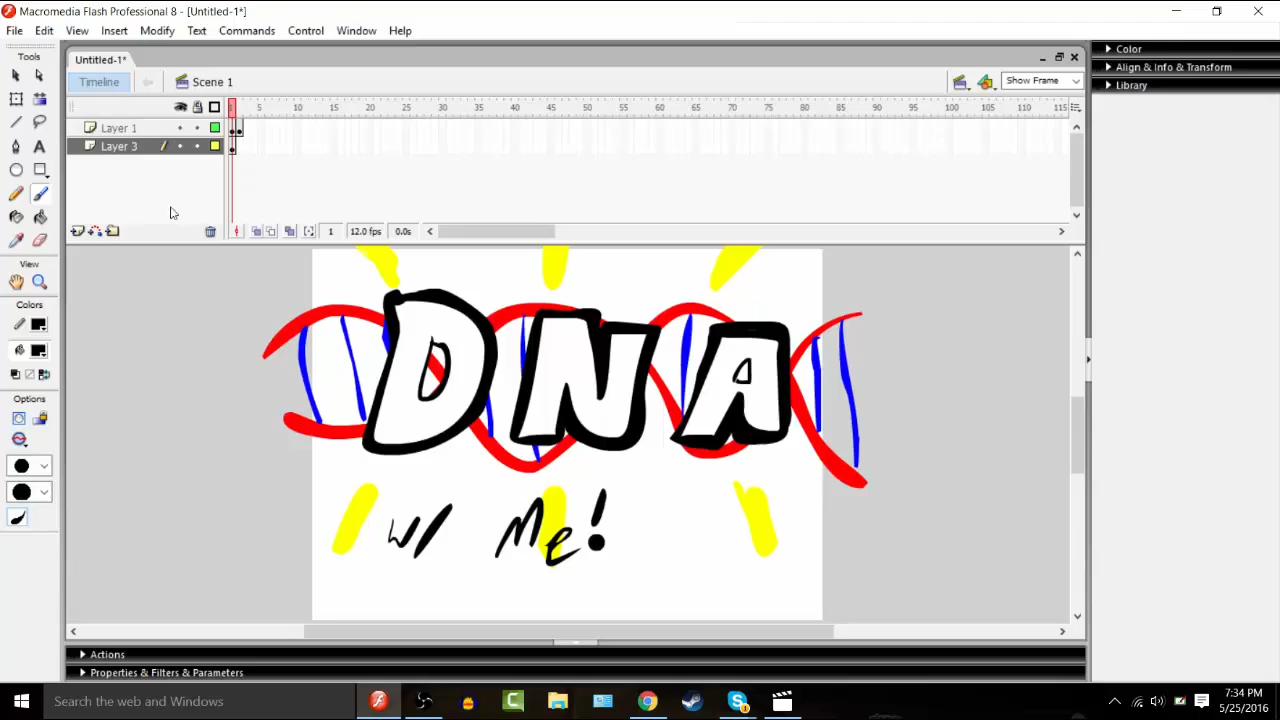 Macromedia Flash Professional 8 - [Untitled-1*]
File Edit View Insert Modify Text Commands Control Window Help
Tools
Untitled-1*
Timeline Scene 1 Show Frame
5 10 15 20 25 30 35 40 45 50 55 60 65 70 75 80 85 90 95 100 105 110 115
Layer 1
Layer 3
1 12.0 fps 0.0s
View
Colors
Options
Color
Align & Info & Transform
Library
DNA
w/ Me!
Actions
Properties & Filters & Parameters
Search the web and Windows
7:34 PM
5/25/2016